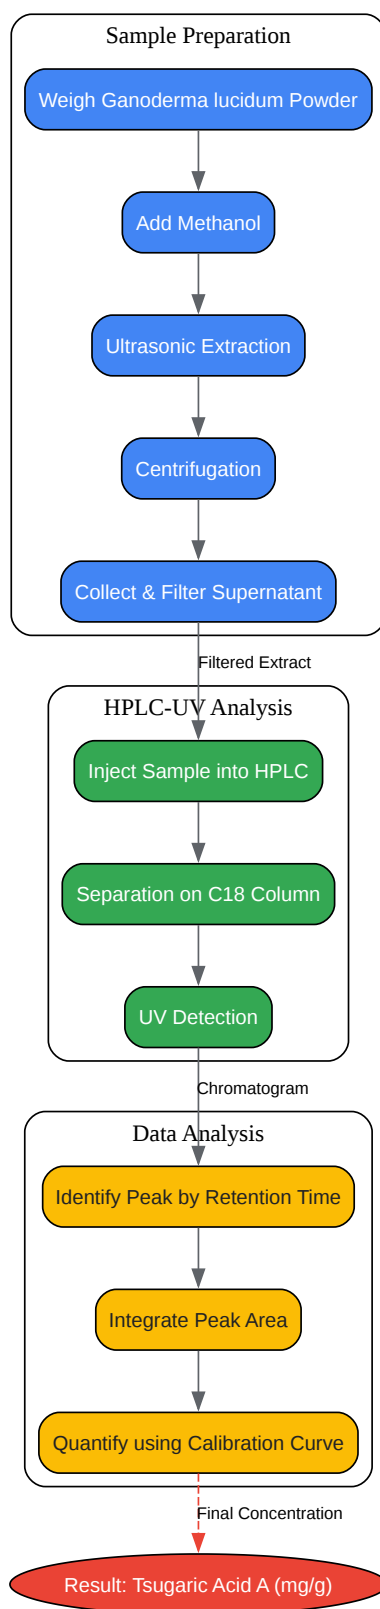 Sample Preparation
Weigh Ganoderma lucidum Powder
Add Methanol
Ultrasonic Extraction
Centrifugation
Collect & Filter Supernatant
Filtered Extract
HPLC-UV Analysis
Inject Sample into HPLC
Separation on C18 Column
UV Detection
Chromatogram
Data Analysis
Identify Peak by Retention Time
Integrate Peak Area
Quantify using Calibration Curve
Final Concentration
Result: Tsugaric Acid A (mg/g)